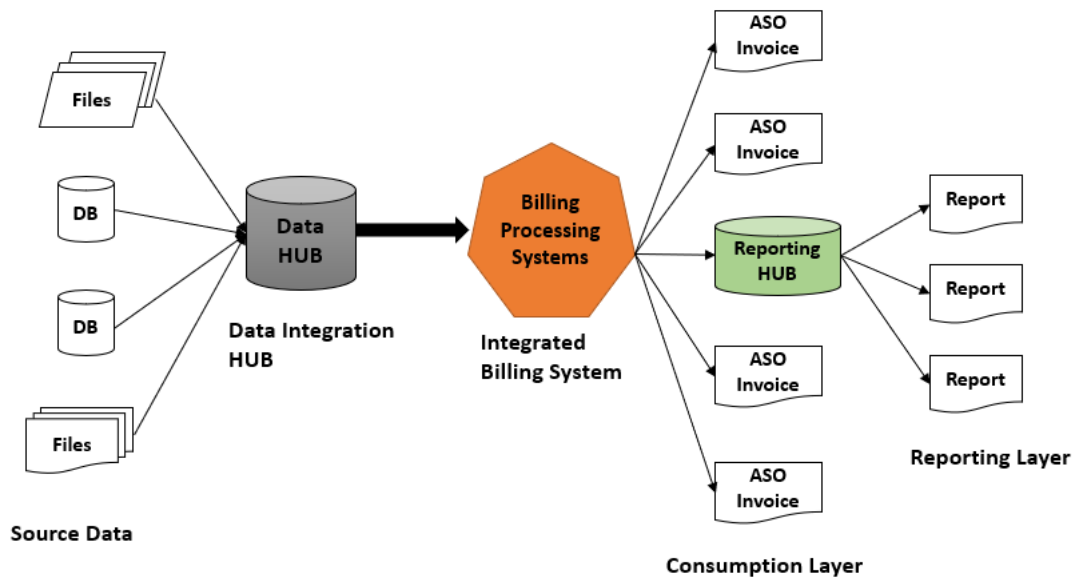 Files
DB
DB
Files
Source Data
Data
HUB
Data Integration
HUB
Billing
Processing
Systems
Integrated
Billing System
ASO
Invoice
ASO
Invoice
Reporting
HUB
ASO
Invoice
ASO
Invoice
Consumption Layer
Report
Report
Report
Reporting Layer